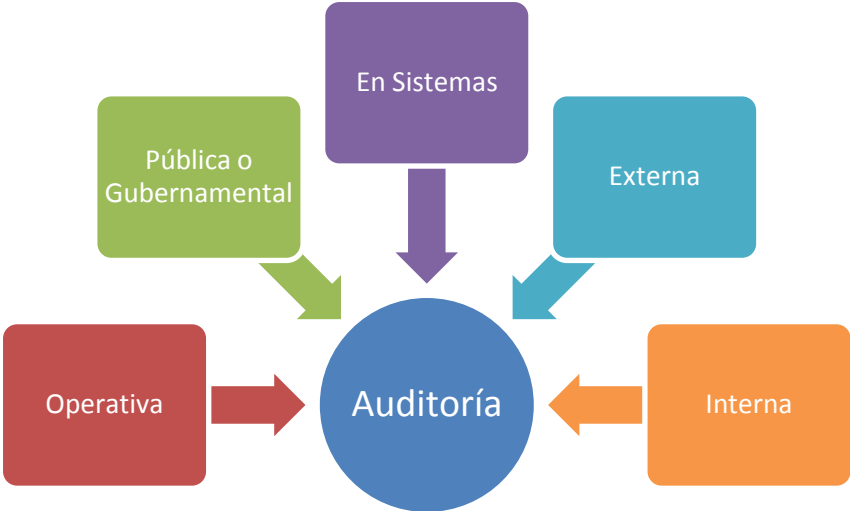 En Sistemas
Pública o
Gubernamental
Externa
Operativa
Auditoría
Interna